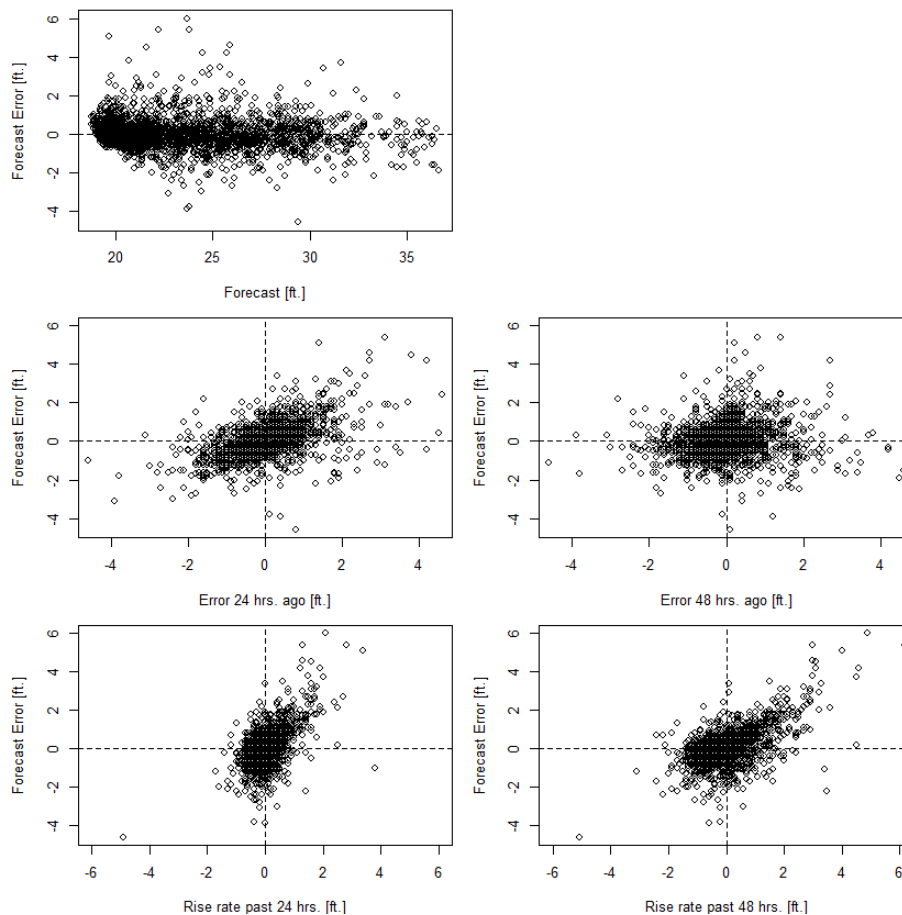 6
4
2
0
-2
-4
Forecast Error [ft.]
20 25 30 35
Forecast [ft.]
6
4
2
0
-2
-4
Forecast Error [ft.]
-4 -2 0 2 4
Error 24 hrs. ago [ft.]
6
4
2
0
-2
-4
Forecast Error [ft.]
-4 -2 0 2 4
Error 48 hrs. ago [ft.]
6
4
2
0
-2
-4
Forecast Error [ft.]
-6 -4 -2 0 2 4 6
Rise rate past 24 hrs. [ft.]
6
4
2
0
-2
-4
Forecast Error [ft.]
-6 -4 -2 0 2 4 6
Rise rate past 48 hrs. [ft.]